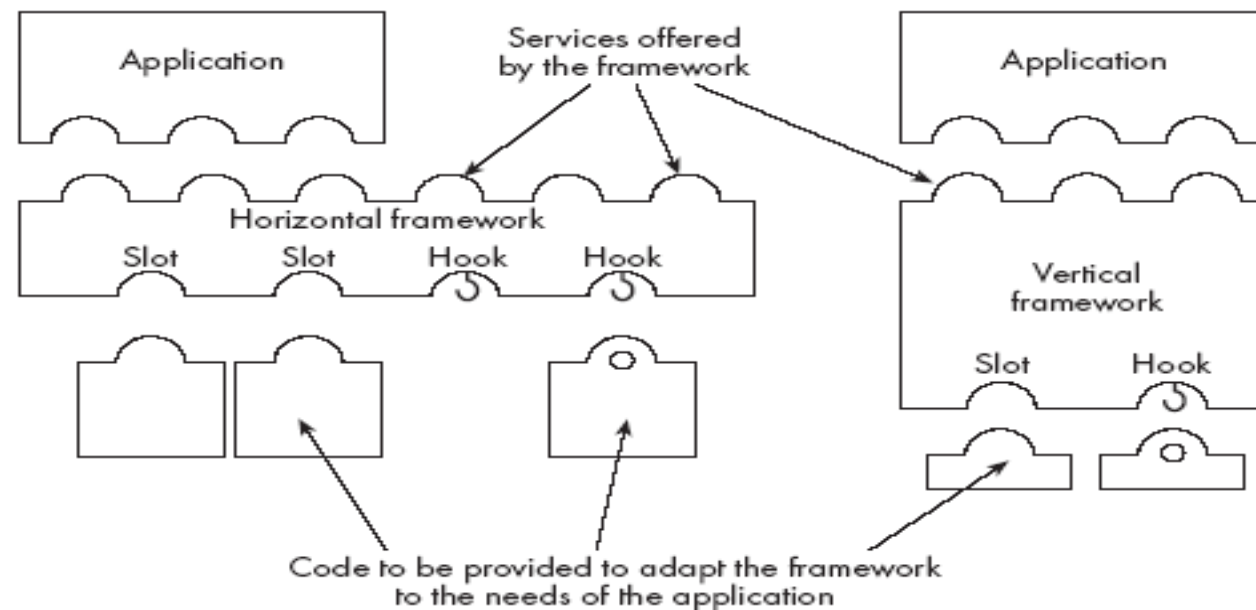 Application
Services offered
by the framework
Application
Horizontal framework
Slot Slot Hook Hook
Vertical
framework
Slot Hook
Code to be provided to adapt the framework
to the needs of the application